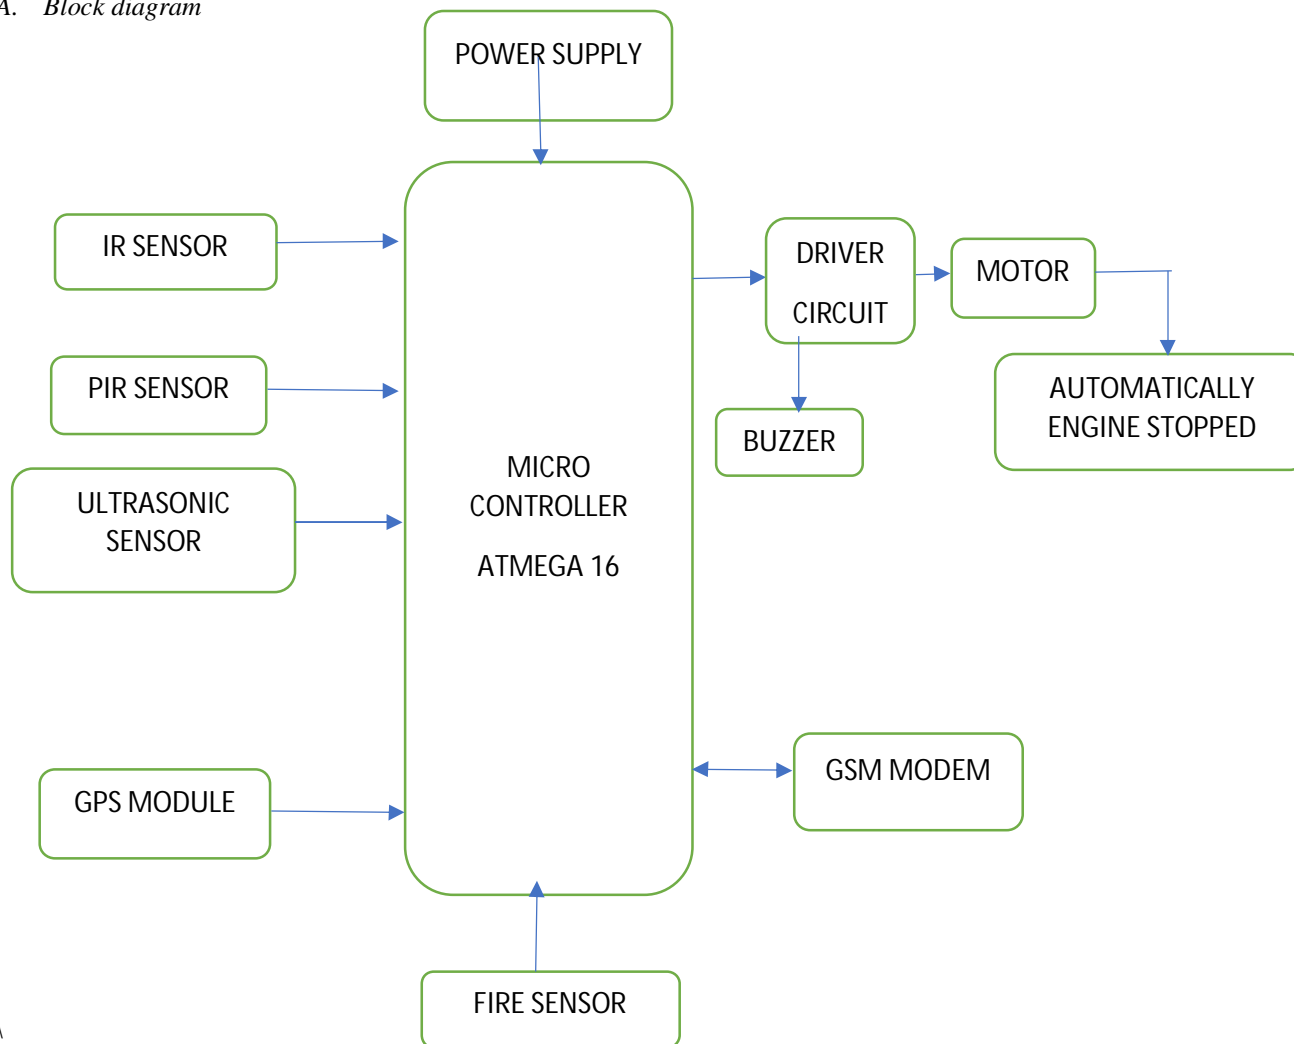 A. Block diagram
POWER SUPPLY
IR SENSOR
DRIVER
CIRCUIT
MOTOR
PIR SENSOR
AUTOMATICALLY
ENGINE STOPPED
BUZZER
MICRO
CONTROLLER
ATMEGA 16
ULTRASONIC
SENSOR
GPS MODULE
GSM MODEM
FIRE SENSOR
\